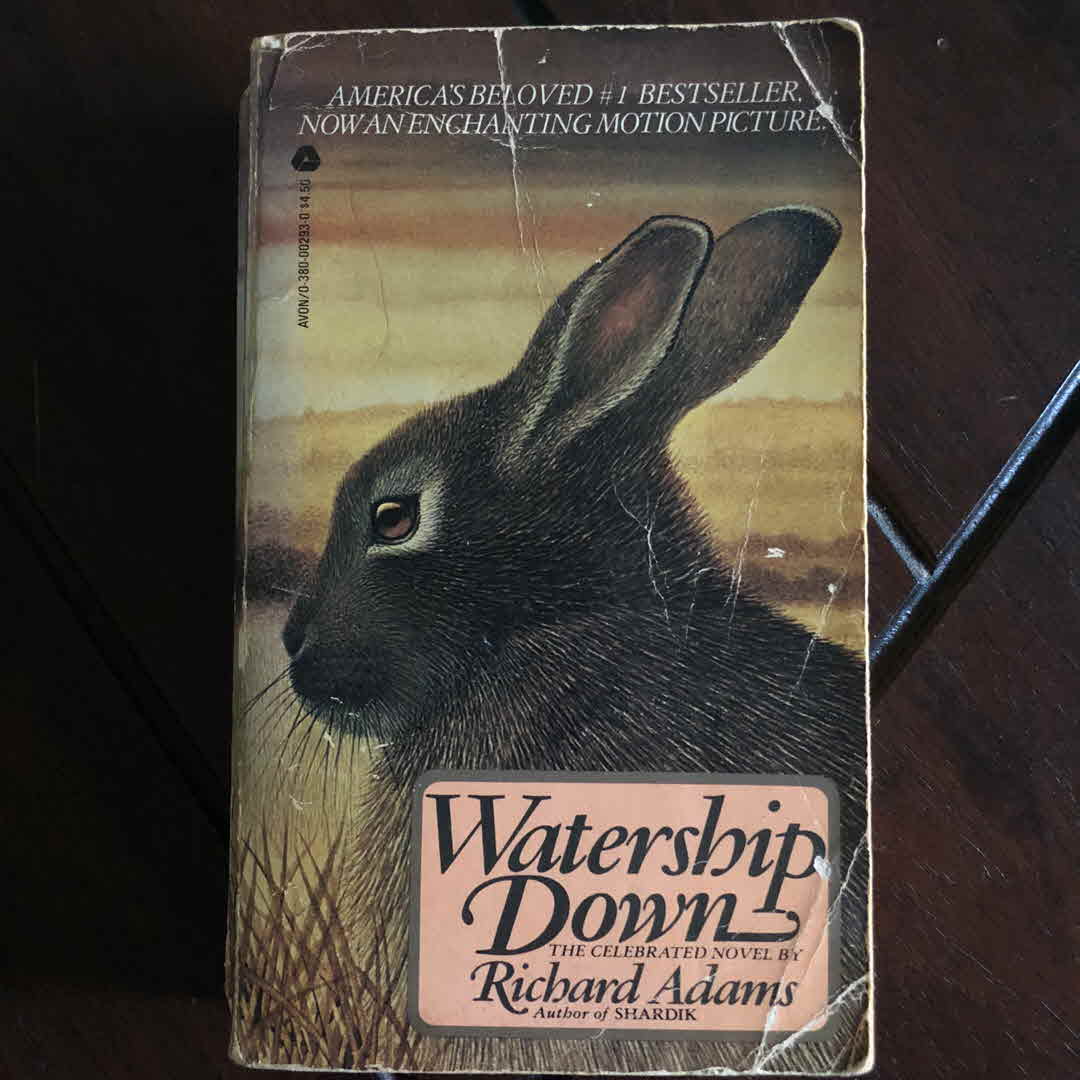 AMERICA'S BELOVED #1 BESTSELLER,
NOW AN ENCHANTING MOTION PICTURE.
AVON/0-380-00293-0 $4.50
Watership
Down
THE CELEBRATED NOVEL BY
Richard Adams
Author of SHARDIK